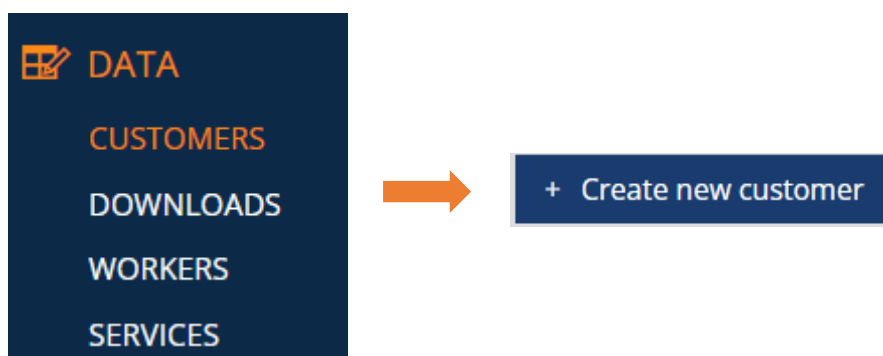 DATA
CUSTOMERS
DOWNLOADS
WORKERS
SERVICES
+ Create new customer